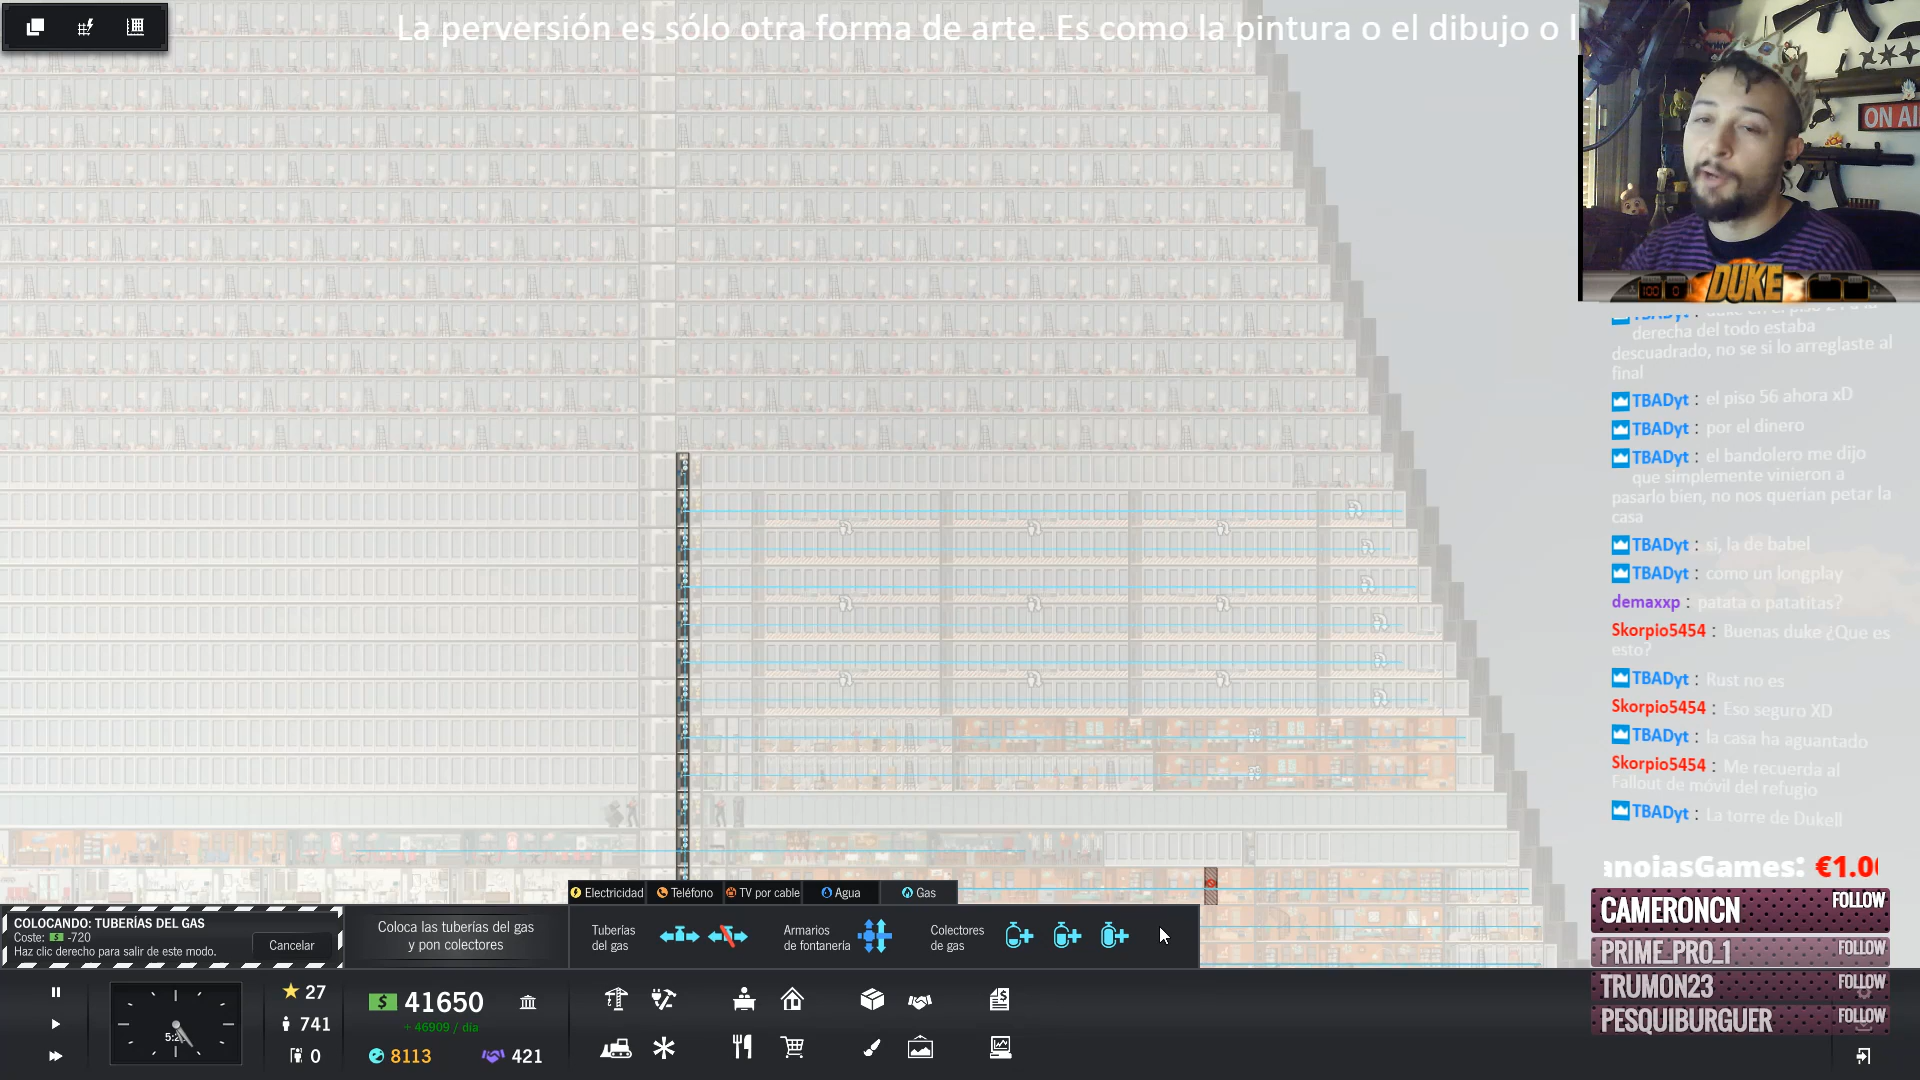 La perversión es sólo otra forma de arte. Es como la pintura o el dibujo o l
ON AI
100 0
DUKE
derecha del todo estaba
descuadrado, no se si lo arreglaste al
final
TBADyt : el piso 56 ahora xD
TBADyt : por el dinero
TBADyt : el bandolero me dijo
que simplemente vinieron a
pasarlo bien, no nos querian petar la
casa
TBADyt : si, la de babel
TBADyt : como un longplay
demaxxp : patata o patatitas?
Skorpio5454 : Buenas duke ¿Que es
esto?
TBADyt : Rust no es
Skorpio5454 : Eso seguro XD
TBADyt : la casa ha aguantado
Skorpio5454 : Me recuerda al
Fallout de móvil del refugio
TBADyt : La torre de Dukell
anoiasGames: €1.0
CAMERONCN FOLLOW
PRIME_PRO_1 FOLLOW
TRUMON23 FOLLOW
PESQUIBURGUER FOLLOW
Electricidad Teléfono TV por cable Agua Gas
COLOCANDO: TUBERÍAS DEL GAS
Coste: -720
Haz clic derecho para salir de este modo.
Cancelar
Coloca las tuberías del gas
y pon colectores
Tuberías
del gas
Armarios
de fontanería
Colectores
de gas
27
741
0
$ 41650
+ 46909 / día
8113
421